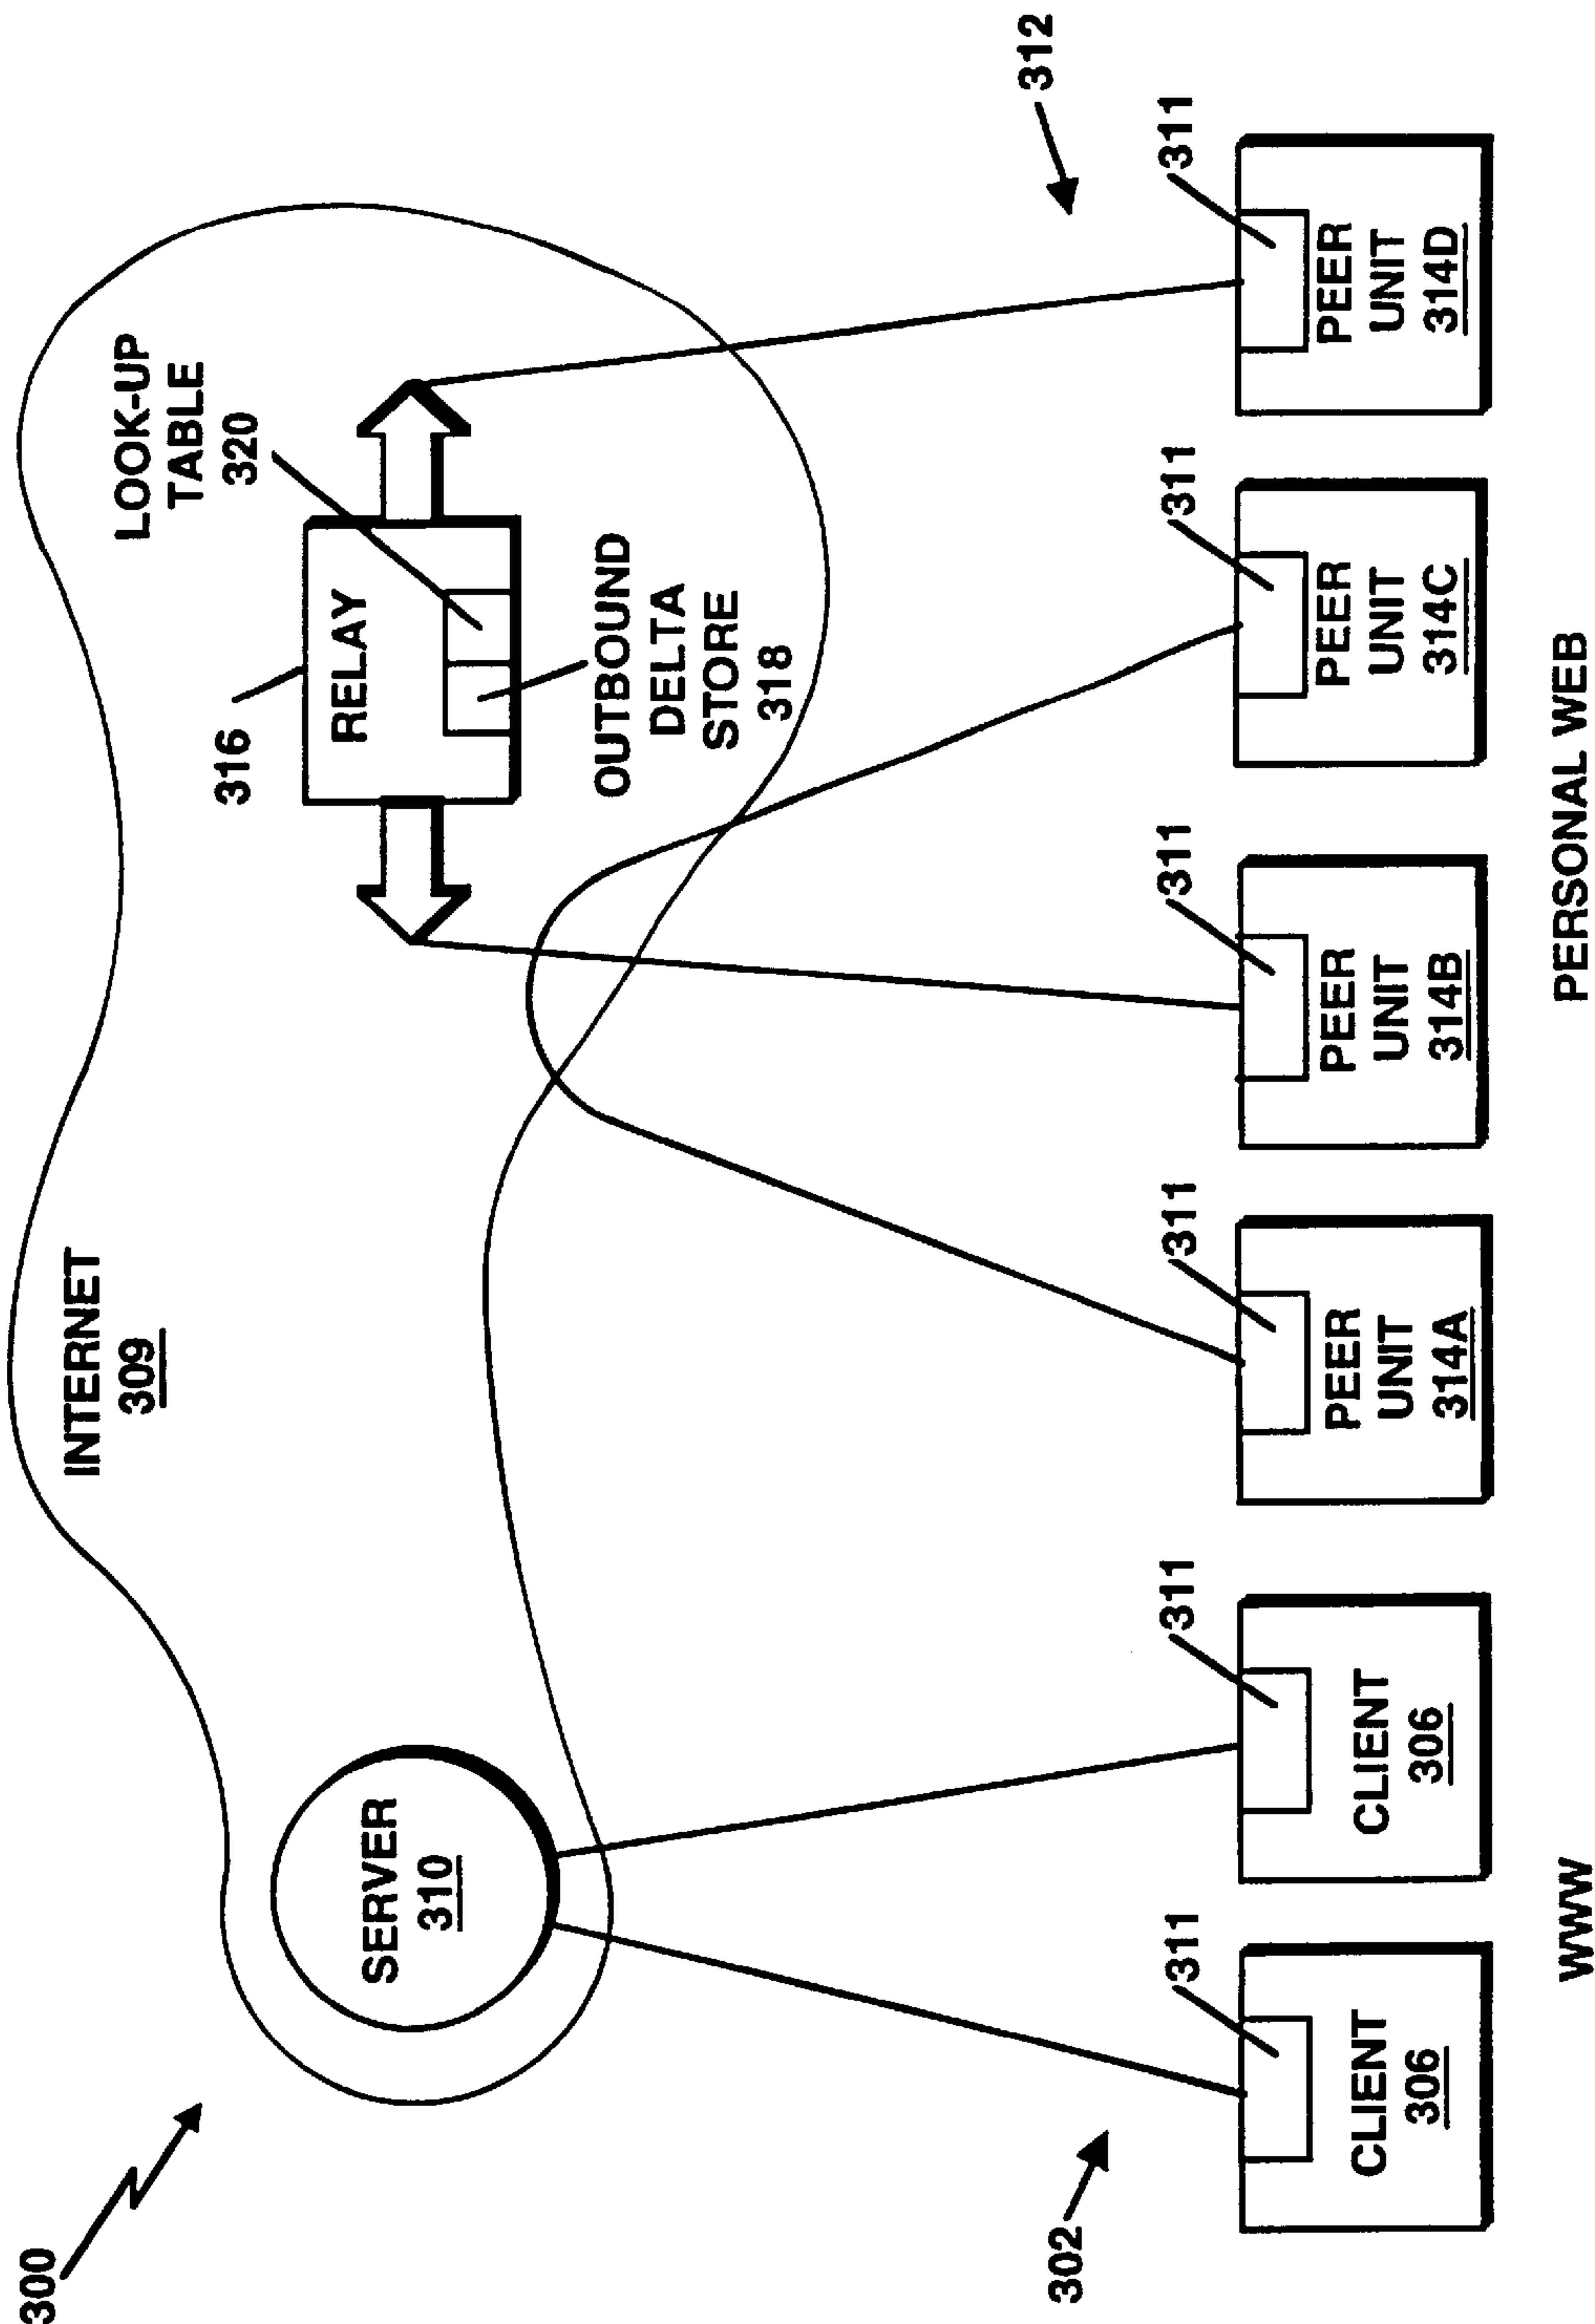 300
INTERNET
309
LOOK-UP
TABLE
320
316
RELAY
OUTBOUND
DELTA
STORE
318
SERVER
310
302
312
311
CLIENT
306
311
CLIENT
306
311
PEER
UNIT
314A
311
PEER
UNIT
314B
311
PEER
UNIT
314C
311
PEER
UNIT
314D
WWW
PERSONAL WEB